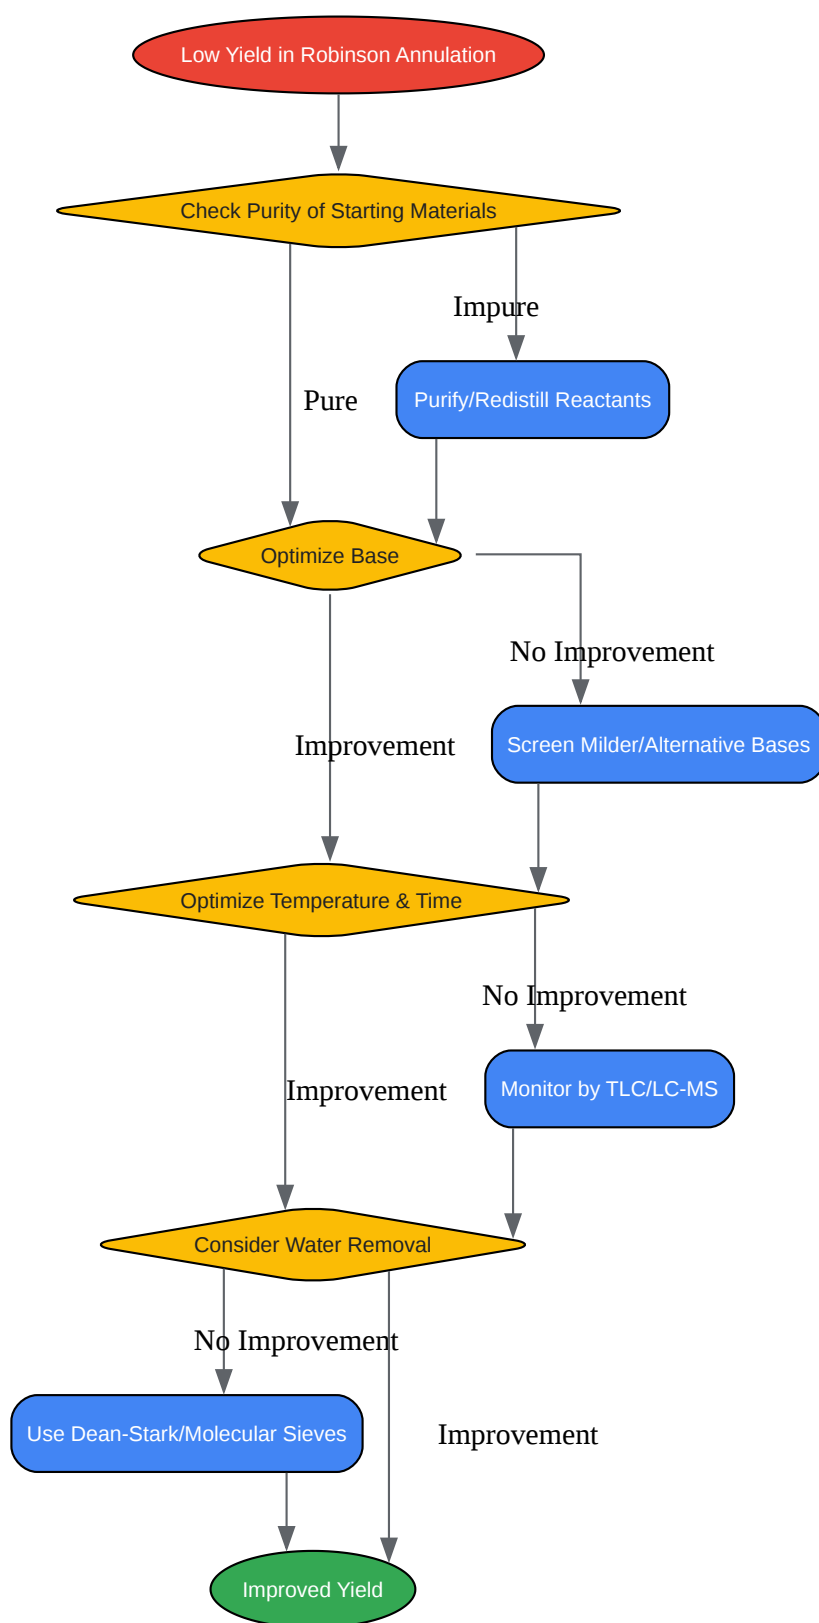 Low Yield in Robinson Annulation
Check Purity of Starting Materials
Impure
Pure
Purify/Redistill Reactants
Optimize Base
No Improvement
Improvement
Screen Milder/Alternative Bases
Optimize Temperature & Time
No Improvement
Improvement
Monitor by TLC/LC-MS
Consider Water Removal
No Improvement
Use Dean-Stark/Molecular Sieves
Improvement
Improved Yield